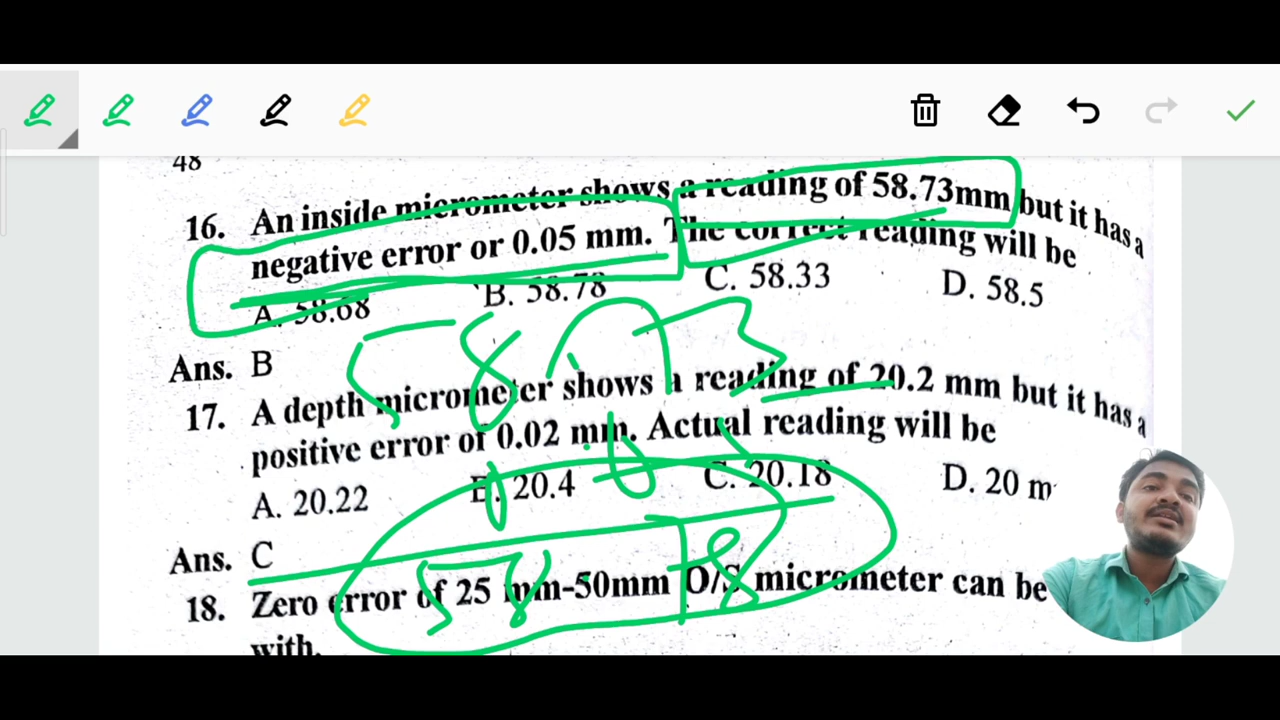 48
16. An inside micrometer shows a reading of 58.73mm but it has a
negative error or 0.05 mm. The correct reading will be
A. 58.68 B. 58.78 C. 58.33 D. 58.5
58.73
Ans. B
17. A depth micrometer shows a reading of 20.2 mm but it has a
positive error of 0.02 mm. Actual reading will be
A. 20.22 B. 20.4 C. 20.18 D. 20 m
Ans. C
58 78
18. Zero error of 25 mm-50mm O/S micrometer can be
with.